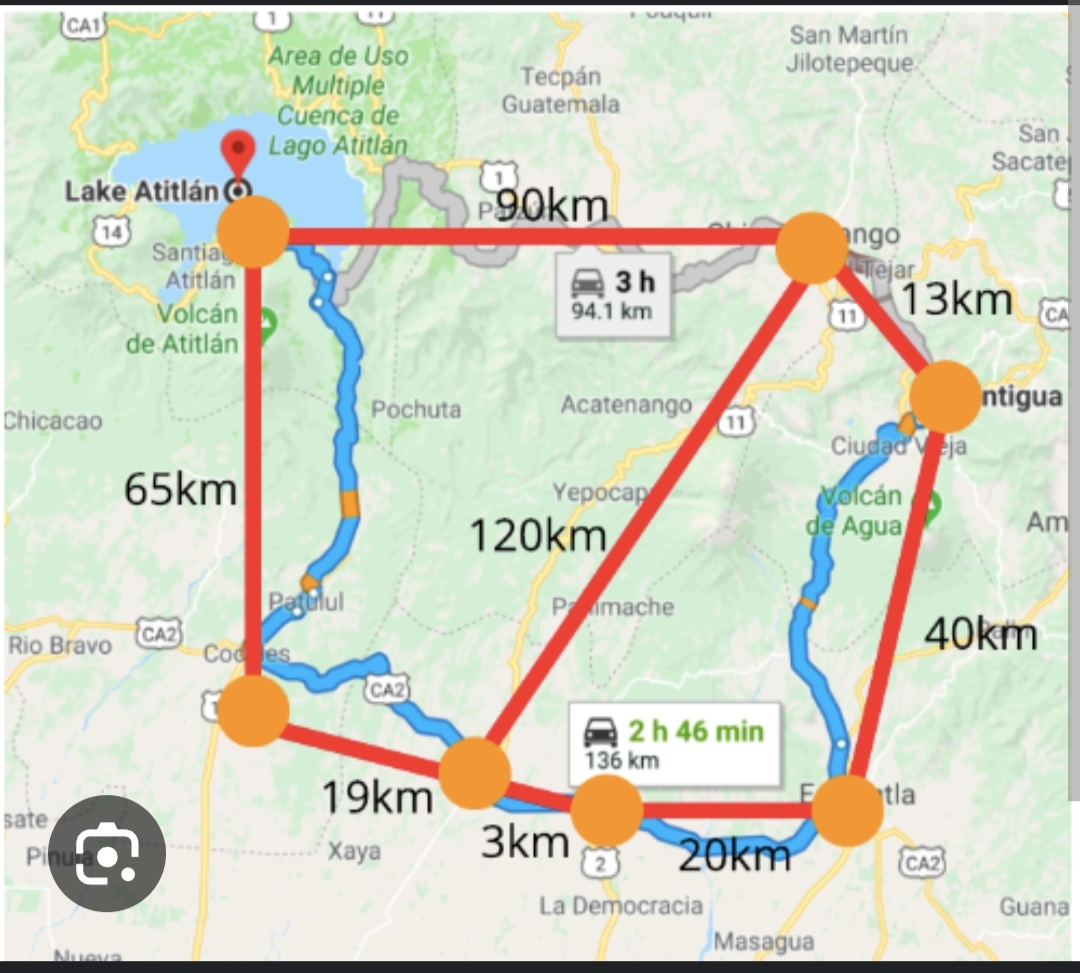 CA1
1
11
San Martín
Jilotepeque
Area de Uso
Multiple
Cuenca de
Lago Atitlán
Tecpán
Guatemala
San
Sacate
Lake Atitlán
1
90km
14
ango
Santiag
Atitlán
3 h
94.1 km
Tejar
13km
11
CA
Volcán
de Atitlán
ntigua
Chicacao
Pochuta
Acatenango
11
Ciudad Vieja
65km
Yepocap
Volcán
de Agua
Am
120km
Patulul
Panimache
Rio Bravo
CA2
40km
CA2
2 h 46 min
136 km
19km
tla
sate
3km
Xaya
2
20km
CA2
La Democracia
Guana
Masagua
Nueva